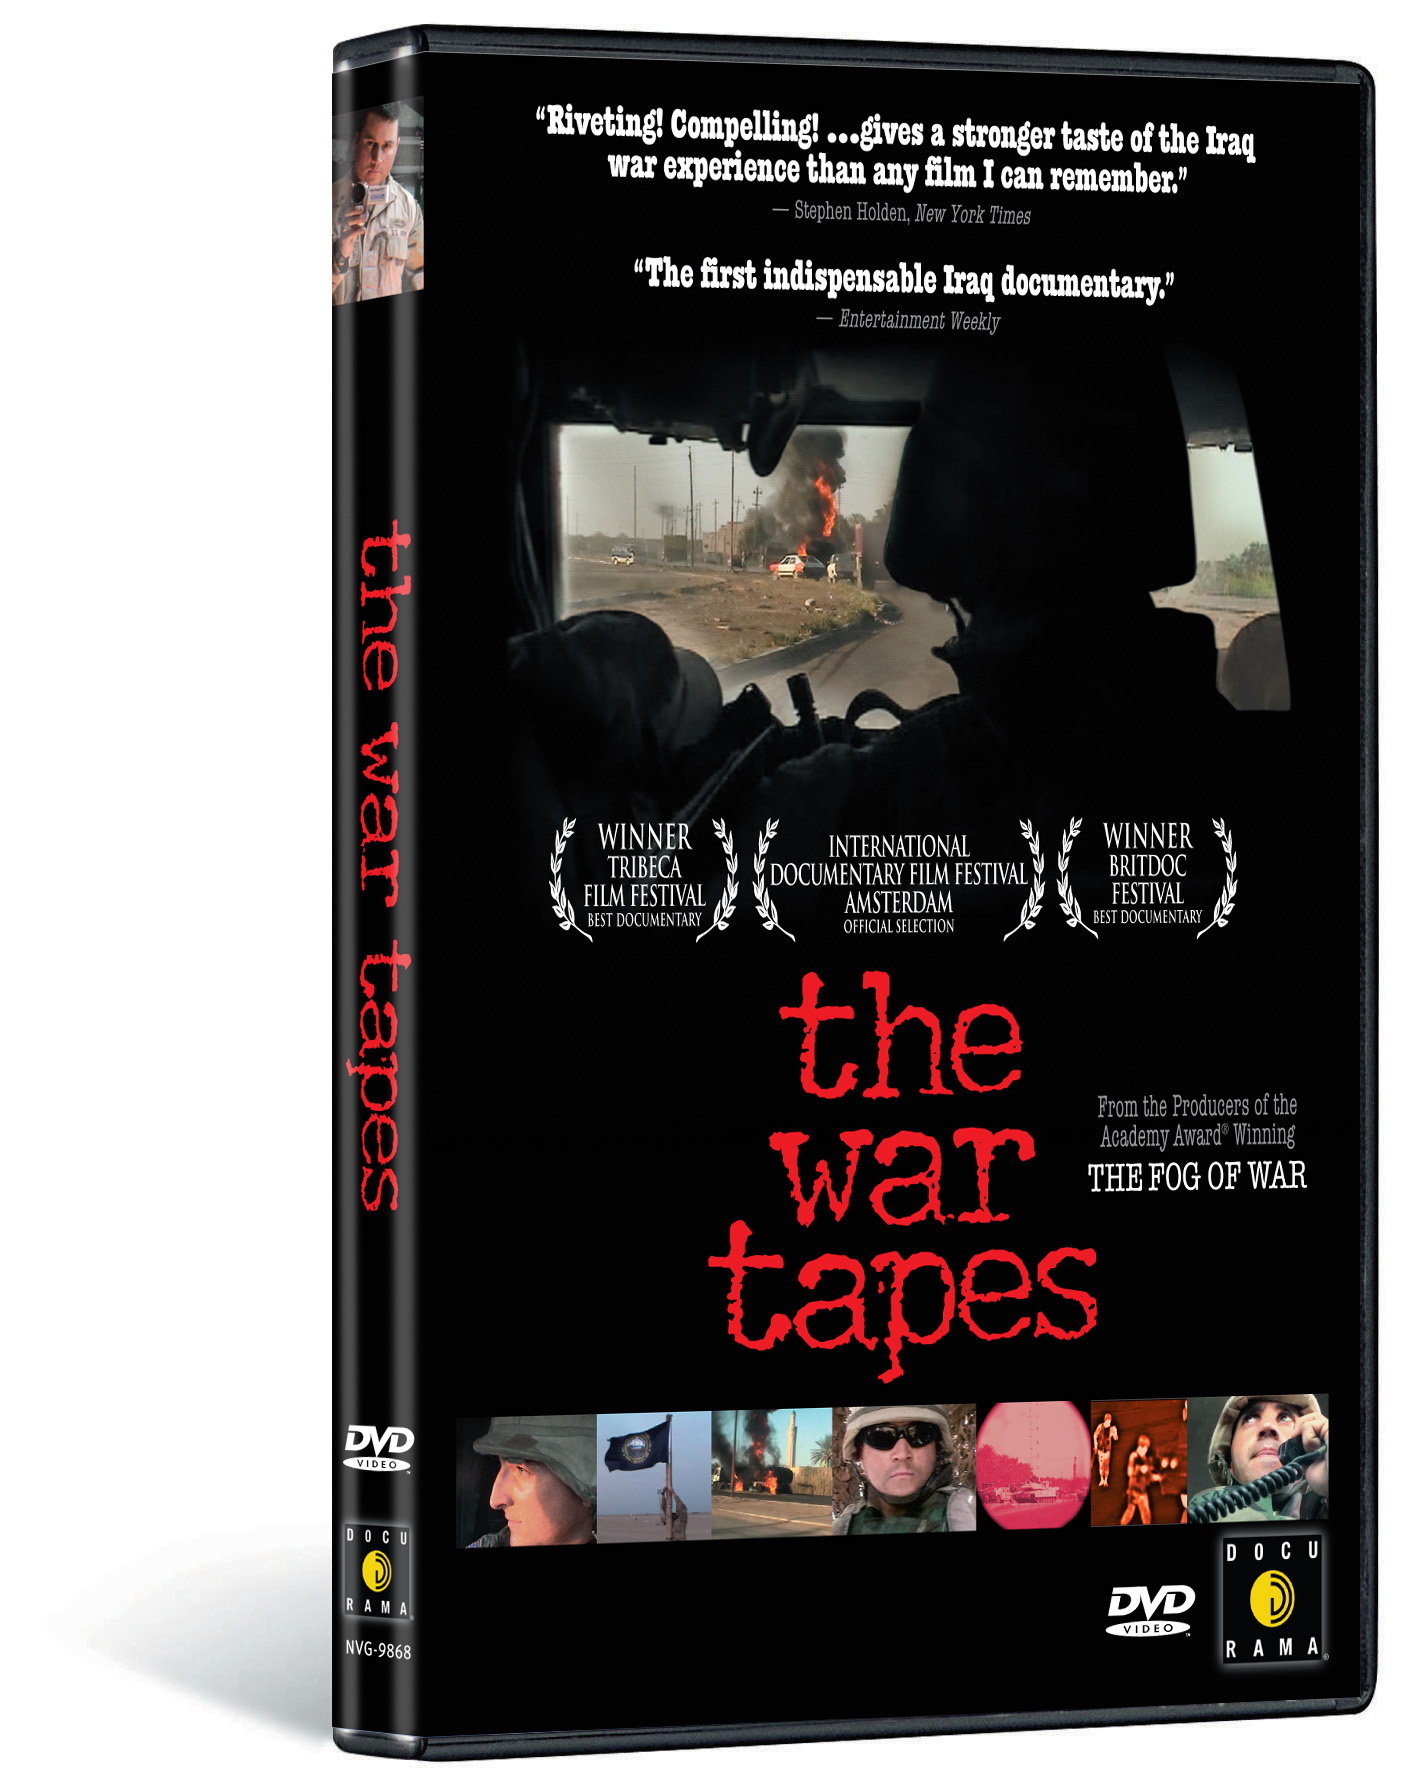 “Riveting! Compelling! ...gives a stronger taste of the Iraq
war experience than any film I can remember.”
— Stephen Holden, New York Times
“The first indispensable Iraq documentary.”
— Entertainment Weekly
WINNER
TRIBECA
FILM FESTIVAL
BEST DOCUMENTARY
INTERNATIONAL
DOCUMENTARY FILM FESTIVAL
AMSTERDAM
OFFICIAL SELECTION
WINNER
BRITDOC
FESTIVAL
BEST DOCUMENTARY
the
war
tapes
From the Producers of the
Academy Award® Winning
THE FOG OF WAR
DVD
VIDEO
DOCU
RAMA®
the war tapes
DVD
VIDEO
DOCU
RAMA®
NVG-9868